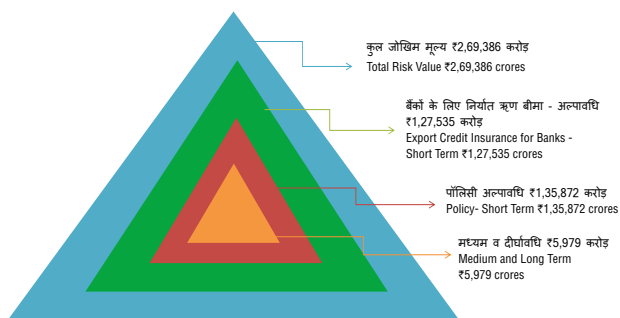 कुल जोखिम मूल्य ₹2,69,386 करोड़
Total Risk Value ₹2,69,386 crores
बैंकों के लिए निर्यात ऋण बीमा - अल्पावधि
₹1,27,535 करोड़
Export Credit Insurance for Banks -
Short Term ₹1,27,535 crores
पॉलिसी अल्पावधि ₹1,35,872 करोड़
Policy- Short Term ₹1,35,872 crores
मध्यम व दीर्घावधि ₹5,979 करोड़
Medium and Long Term
₹5,979 crores